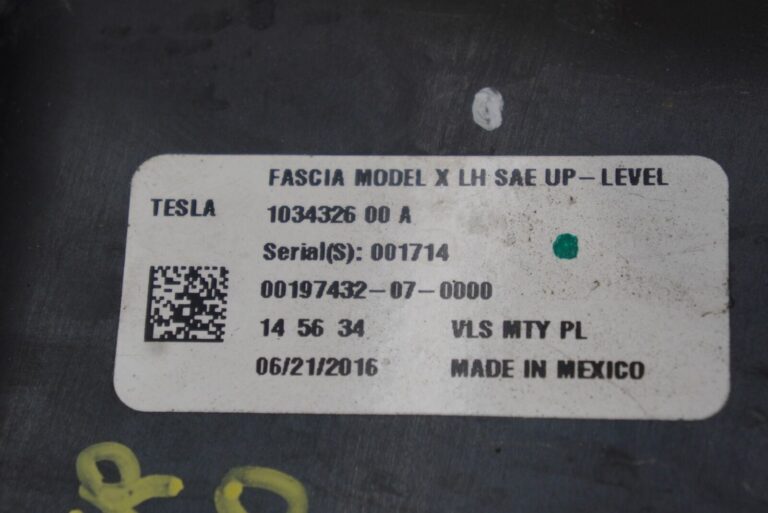 FASCIA MODEL X LH SAE UP-LEVEL
TESLA
1034326 00 A
Serial(S): 001714
00197432-07-0000
14 56 34 VLS MTY PL
06/21/2016 MADE IN MEXICO